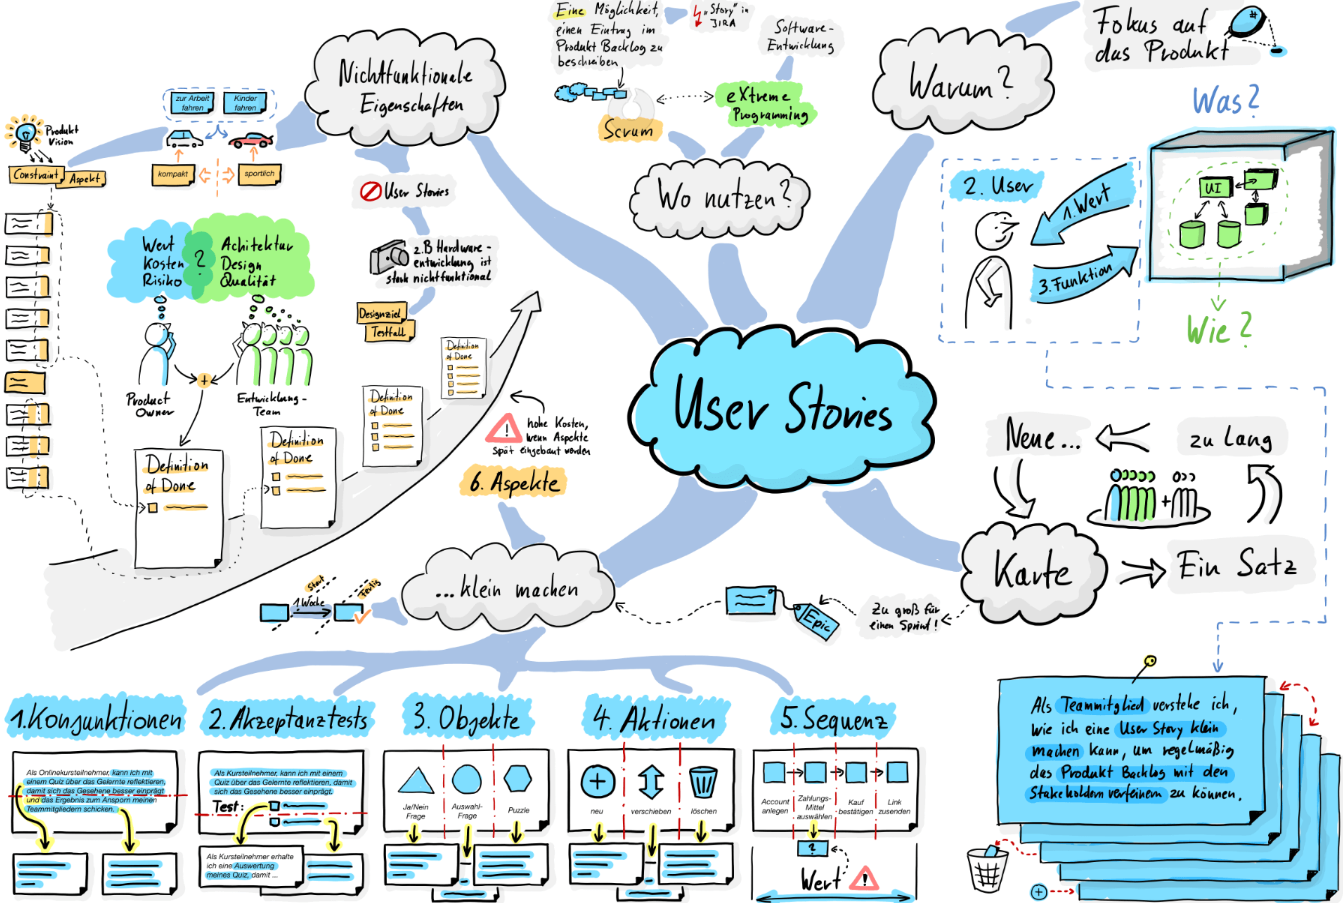 User Stories
Nichtfunktionale
Eigenschaften
zur Arbeit
fahren
Kinder
fahren
kompakt
sportlich
Produkt
Vision
Constraint
Aspekt
Wert
Kosten
Risiko
?
Achitektur
Design
Qualität
Product
Owner
+
Entwicklung-
Team
User Stories
z.B Hardware-
entwicklung ist
stark nichtfunktional
Designziel
Testfall
Definition
of Done
Definition
of Done
Definition
of Done
Definition
of Done
!
hohe Kosten,
wenn Aspekte
spät eingebaut werden
6. Aspekte
Eine Möglichkeit,
einen Eintrag im
Produkt Backlog zu
beschreiben
"Story" in
JIRA
Software-
Entwicklung
Scrum
eXtreme
Programming
Wo nutzen?
Warum?
Fokus auf
das Produkt
Was?
2. User
1. Wert
3. Funktion
UI
Wie?
Neue...
zu lang
+
Karte
Ein Satz
Zu groß für
einen Sprint!
Epic
...klein machen
Start
Fertig
1. Woche
1. Konjunktionen
Als Onlinekursteilnehmer, kann ich mit
einem Quiz über das Gelernte reflektieren,
damit sich das Gesehene besser einprägt
und das Ergebnis zum Ansporn meinen
Teammitgliedern schicken.
2. Akzeptanztests
Als Kursteilnehmer, kann ich mit einem
Quiz über das Gelernte reflektieren, damit
sich das Gesehene besser einprägt.
Test:
Als Kursteilnehmer erhalte
ich eine Auswertung
meines Quiz, damit ...
3. Objekte
Ja/Nein
Frage
Auswahl-
Frage
Puzzle
4. Aktionen
neu
verschieben
löschen
5. Sequenz
Account
anlegen
Zahlungs-
Mittel
auswählen
Kauf
bestätigen
Link
zusenden
?
Wert
!
Als Teammitglied verstehe ich,
wie ich eine User Story klein
machen kann, um regelmäßig
das Produkt Backlog mit den
Stakeholdern verfeinern zu können.